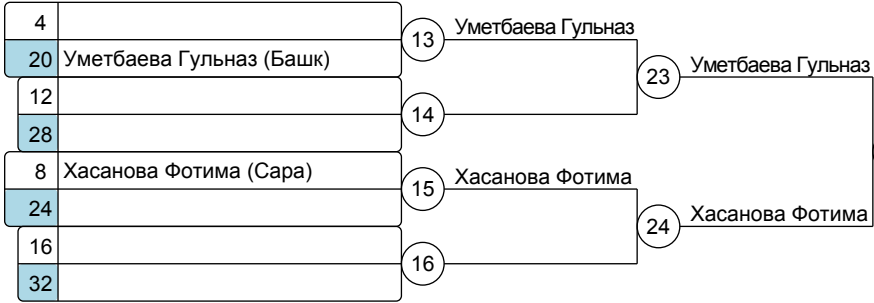 4
20 Уметбаева Гульназ (Башк)
12
28
8 Хасанова Фотима (Сара)
24
16
32
13 Уметбаева Гульназ
14
15 Хасанова Фотима
16
23 Уметбаева Гульназ
24 Хасанова Фотима